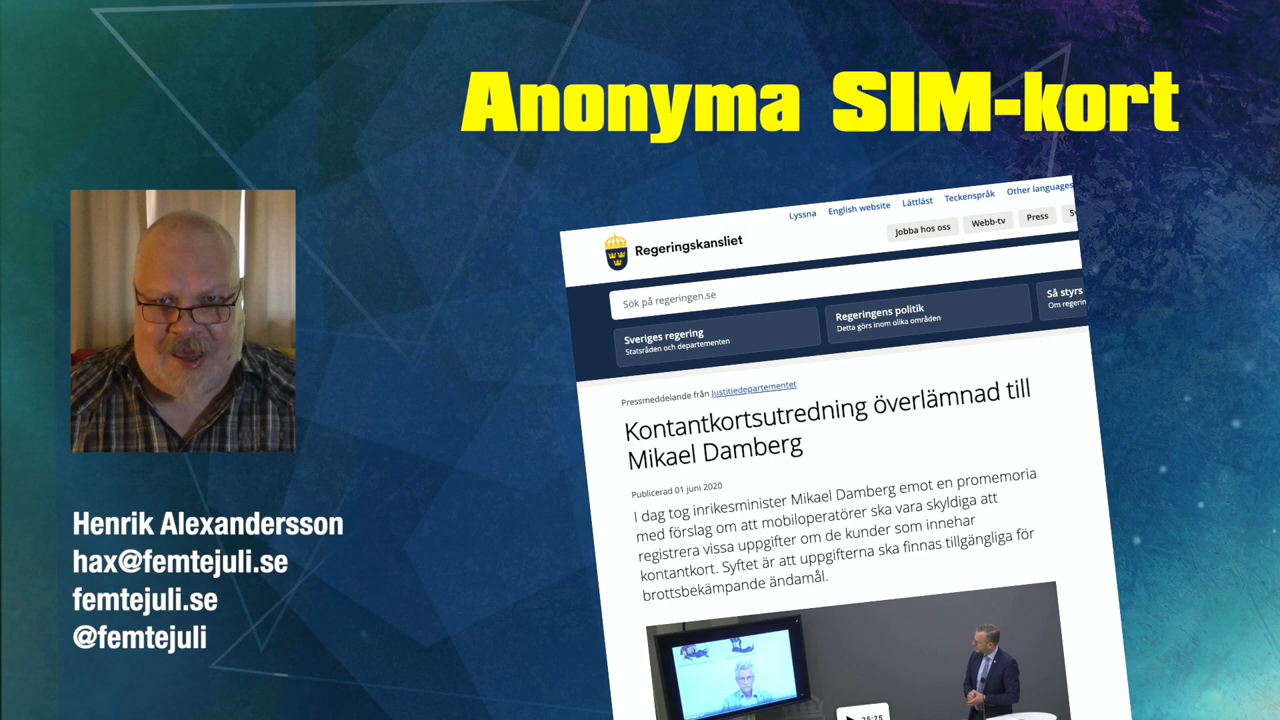 Anonyma SIM-kort
Lyssna English website Lättläst Teckenspråk Other languages
Regeringskansliet
Jobba hos oss Webb-tv Press
Sök på regeringen.se
Sveriges regering
Statsråden och departementen
Regeringens politik
Detta görs inom olika områden
Så styrs
Om regerin
Pressmeddelande från Justitiedepartementet
Kontantkortsutredning överlämnad till
Mikael Damberg
Publicerad 01 juni 2020
I dag tog inrikesminister Mikael Damberg emot en promemoria
med förslag om att mobiloperatörer ska vara skyldiga att
registrera vissa uppgifter om de kunder som innehar
kontantkort. Syftet är att uppgifterna ska finnas tillgängliga för
brottsbekämpande ändamål.
Henrik Alexandersson
hax@femtejuli.se
femtejuli.se
@femtejuli